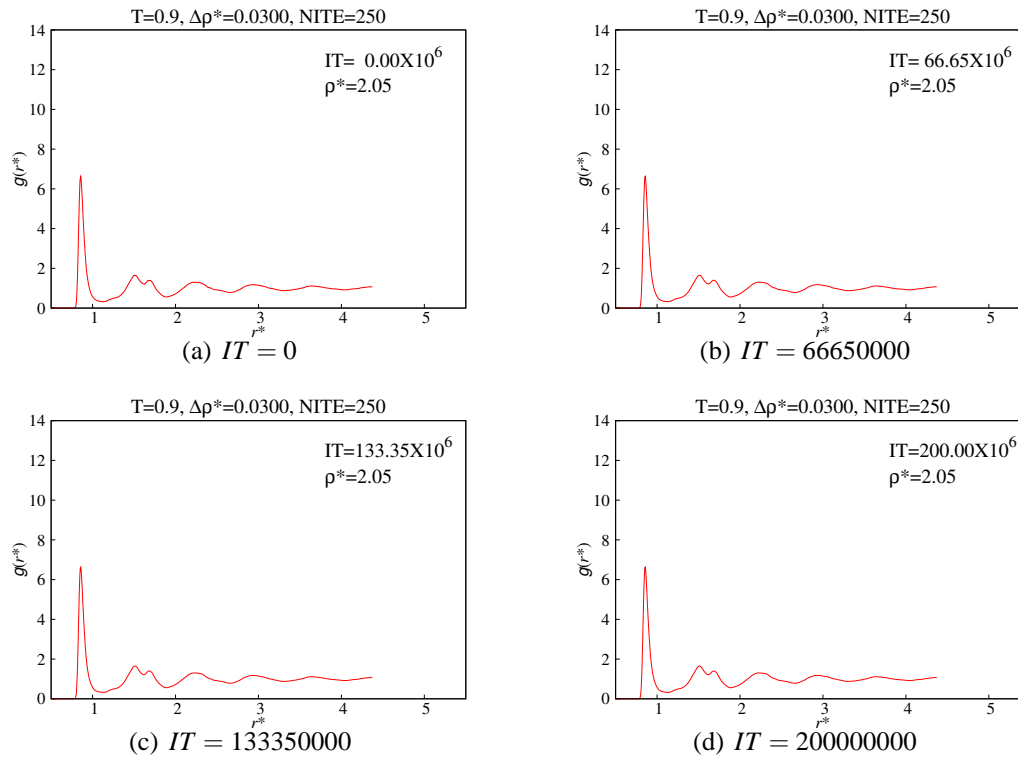 T=0.9, Δρ*=0.0300, NITE=250
14
12
10
8
6
4
2
0
g(r*)
IT= 0.00X10^6
ρ*=2.05
1 2 3 4 5
r*
(a) IT = 0
T=0.9, Δρ*=0.0300, NITE=250
14
12
10
8
6
4
2
0
g(r*)
IT= 66.65X10^6
ρ*=2.05
1 2 3 4 5
r*
(b) IT = 66650000
T=0.9, Δρ*=0.0300, NITE=250
14
12
10
8
6
4
2
0
g(r*)
IT=133.35X10^6
ρ*=2.05
1 2 3 4 5
r*
(c) IT = 133350000
T=0.9, Δρ*=0.0300, NITE=250
14
12
10
8
6
4
2
0
g(r*)
IT=200.00X10^6
ρ*=2.05
1 2 3 4 5
r*
(d) IT = 200000000